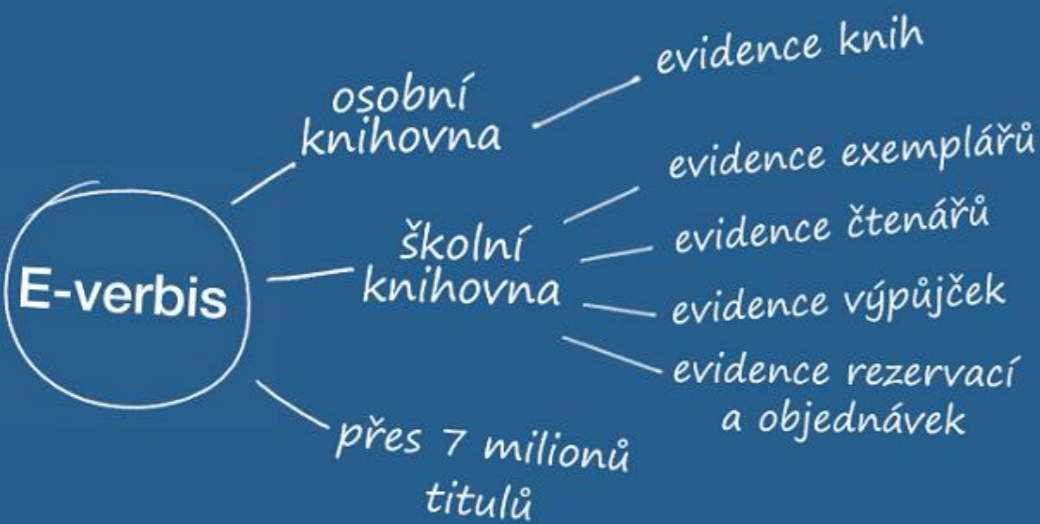 E-verbis
osobní
knihovna
evidence knih
školní
knihovna
evidence exemplářů
evidence čtenářů
evidence výpůjček
evidence rezervací
a objednávek
přes 7 milionů
titulů